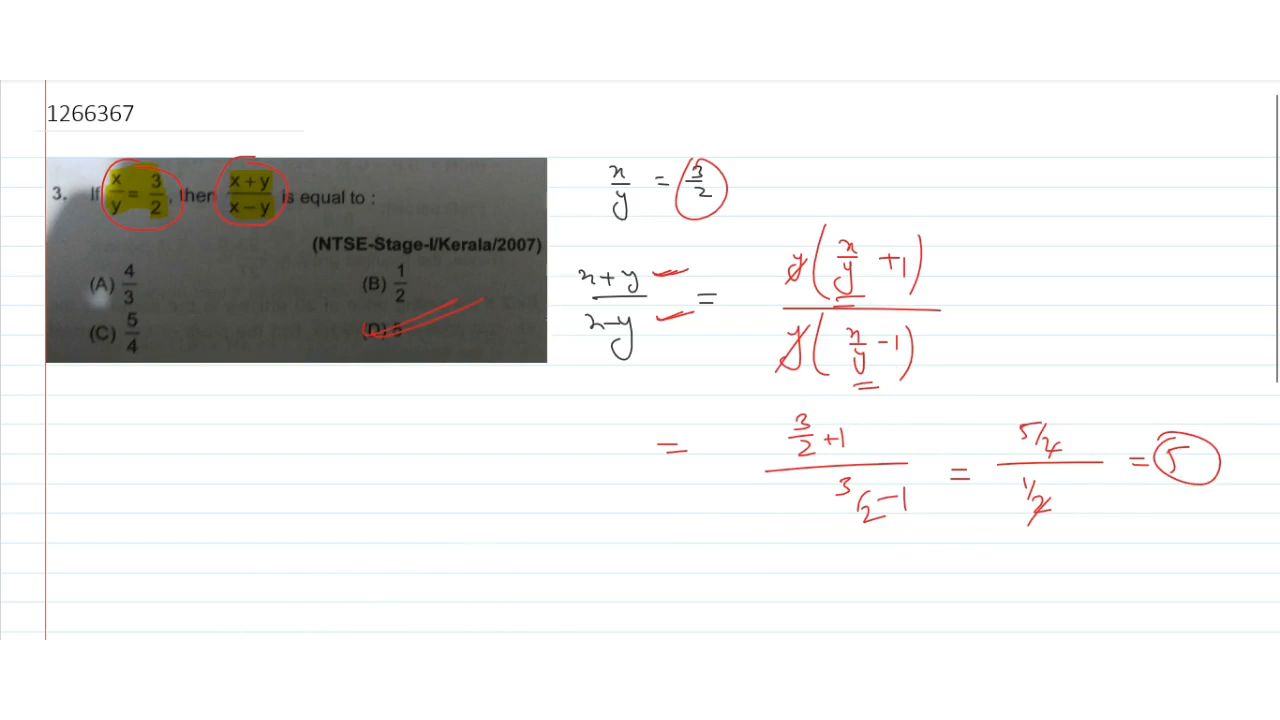 1266367
3. If x/y = 3/2, then x+y/x−y is equal to :
(NTSE-Stage-I/Kerala/2007)
(A) 4/3 (B) 1/2
(C) 5/4 (D) 5
x/y = 3/2
x+y/x-y = y(x/y +1)/y(x/y -1)
= 3/2 +1/3/2 -1 = 5/2/1/2 = 5